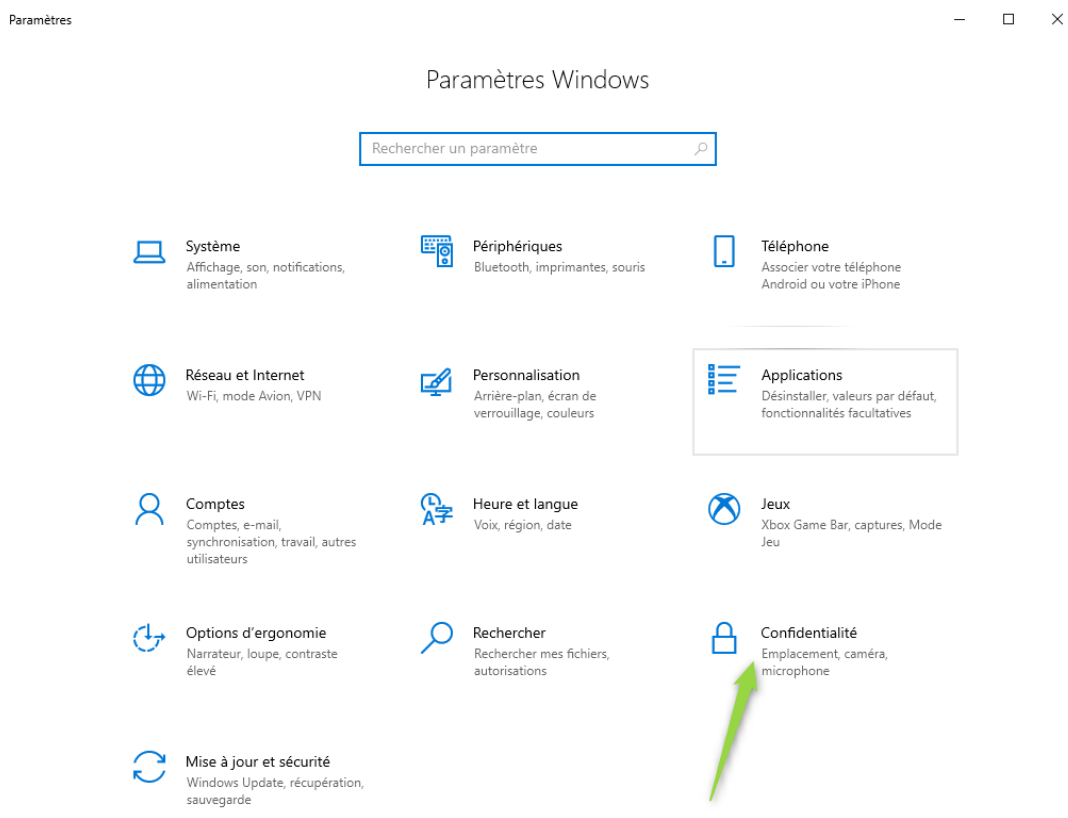 Paramètres
Paramètres Windows
Rechercher un paramètre
Système
Affichage, son, notifications,
alimentation
Périphériques
Bluetooth, imprimantes, souris
Téléphone
Associer votre téléphone
Android ou votre iPhone
Réseau et Internet
Wi-Fi, mode Avion, VPN
Personnalisation
Arrière-plan, écran de
verrouillage, couleurs
Applications
Désinstaller, valeurs par défaut,
fonctionnalités facultatives
Comptes
Comptes, e-mail,
synchronisation, travail, autres
utilisateurs
Heure et langue
Voix, région, date
Jeux
Xbox Game Bar, captures, Mode
Jeu
Options d’ergonomie
Narrateur, loupe, contraste
élevé
Rechercher
Rechercher mes fichiers,
autorisations
Confidentialité
Emplacement, caméra,
microphone
Mise à jour et sécurité
Windows Update, récupération,
sauvegarde